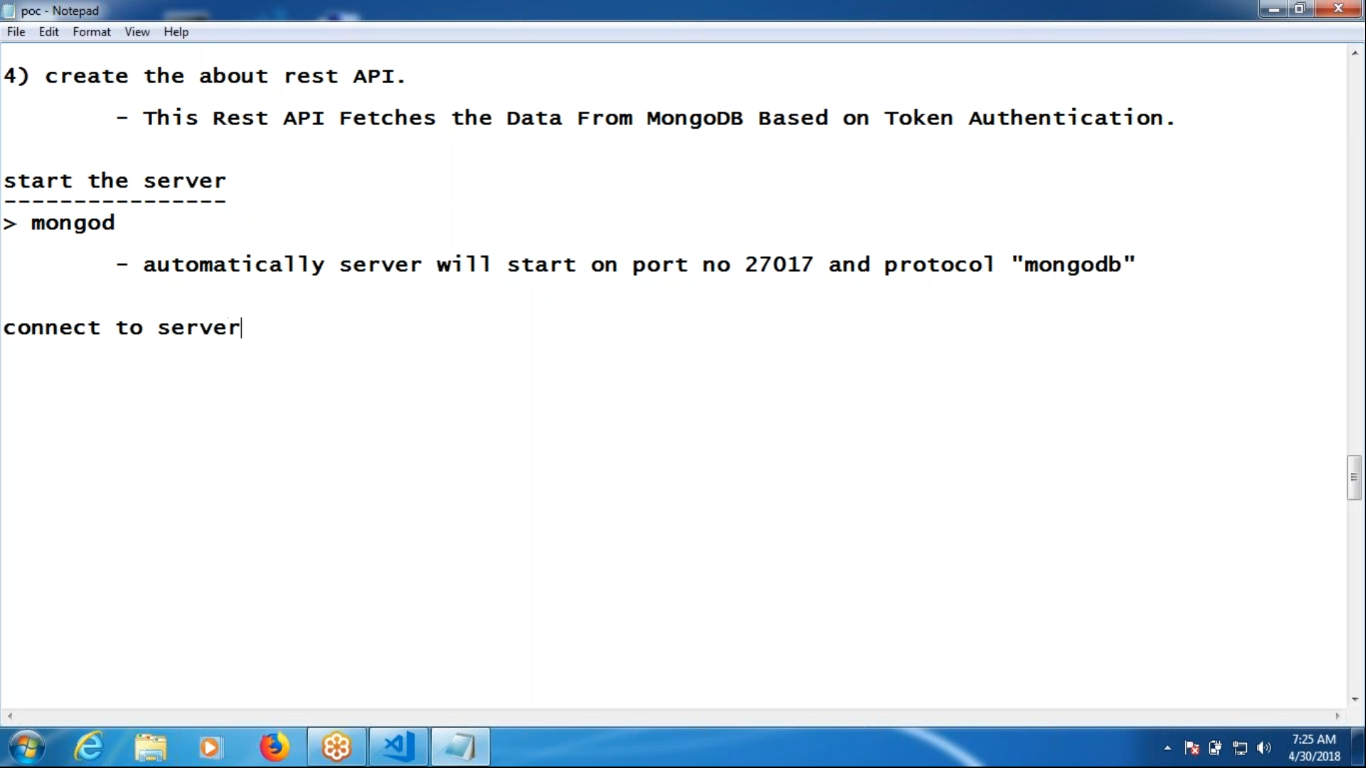 poc - Notepad
File Edit Format View Help
4) create the about rest API.
- This Rest API Fetches the Data From MongoDB Based on Token Authentication.
start the server
----------------
> mongod
- automatically server will start on port no 27017 and protocol "mongodb"
connect to server
7:25 AM
4/30/2018